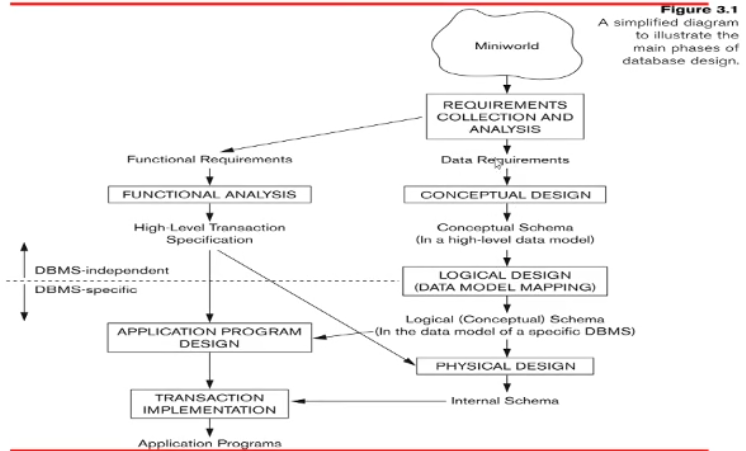 Figure 3.1
A simplified diagram
to illustrate the
main phases of
database design.
Miniworld
REQUIREMENTS
COLLECTION AND
ANALYSIS
Functional Requirements
Data Requirements
FUNCTIONAL ANALYSIS
CONCEPTUAL DESIGN
High-Level Transaction
Specification
Conceptual Schema
(In a high-level data model)
DBMS-independent
DBMS-specific
LOGICAL DESIGN
(DATA MODEL MAPPING)
Logical (Conceptual) Schema
(In the data model of a specific DBMS)
APPLICATION PROGRAM
DESIGN
PHYSICAL DESIGN
TRANSACTION
IMPLEMENTATION
Internal Schema
Application Programs